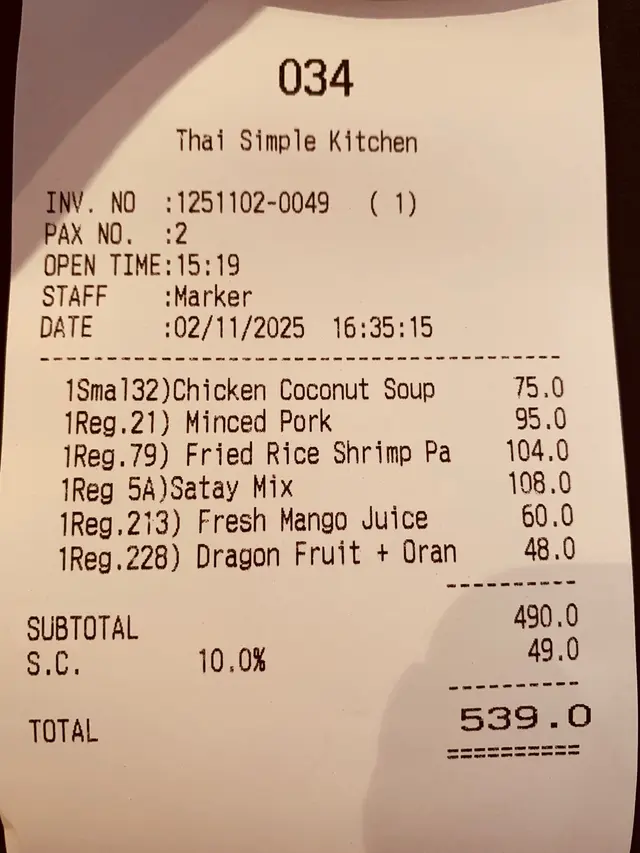 034
Thai Simple Kitchen
INV. NO :1251102-0049 ( 1)
PAX NO. :2
OPEN TIME:15:19
STAFF :Marker
DATE :02/11/2025 16:35:15
1Smal32)Chicken Coconut Soup 75.0
1Reg.21) Minced Pork 95.0
1Reg.79) Fried Rice Shrimp Pa 104.0
1Reg 5A)Satay Mix 108.0
1Reg.213) Fresh Mango Juice 60.0
1Reg.228) Dragon Fruit + Oran 48.0
SUBTOTAL 490.0
S.C. 10.0% 49.0
TOTAL 539.0